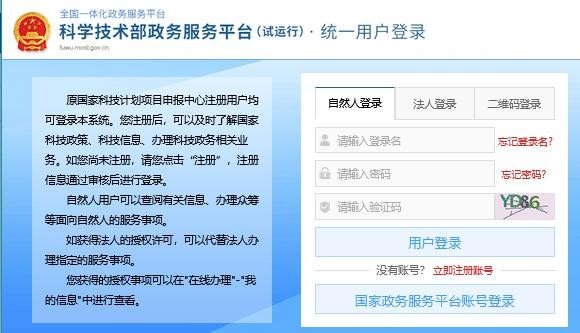 全国一体化政务服务平台
科学技术部政务服务平台(试运行)·统一用户登录
fuwu.most.gov.cn
原国家科技计划项目申报中心注册用户均
可登录本系统。您注册后，可以及时了解国家
科技政策、科技信息、办理科技政务相关业
务。如您尚未注册，请您点击“注册”，注册
信息通过审核后进行登录。
自然人用户可以查阅有关信息、办理众筹
等面向自然人的服务事项。
如获得法人的授权许可，可以代替法人办
理指定的服务事项。
您获得的授权事项可以在"在线办理"-"我
的信息"中进行查看。
自然人登录 法人登录 二维码登录
请输入登录名 忘记登录名?
请输入密码 忘记密码?
请输入验证码 YD86
用户登录
没有账号? 立即注册账号
国家政务服务平台账号登录